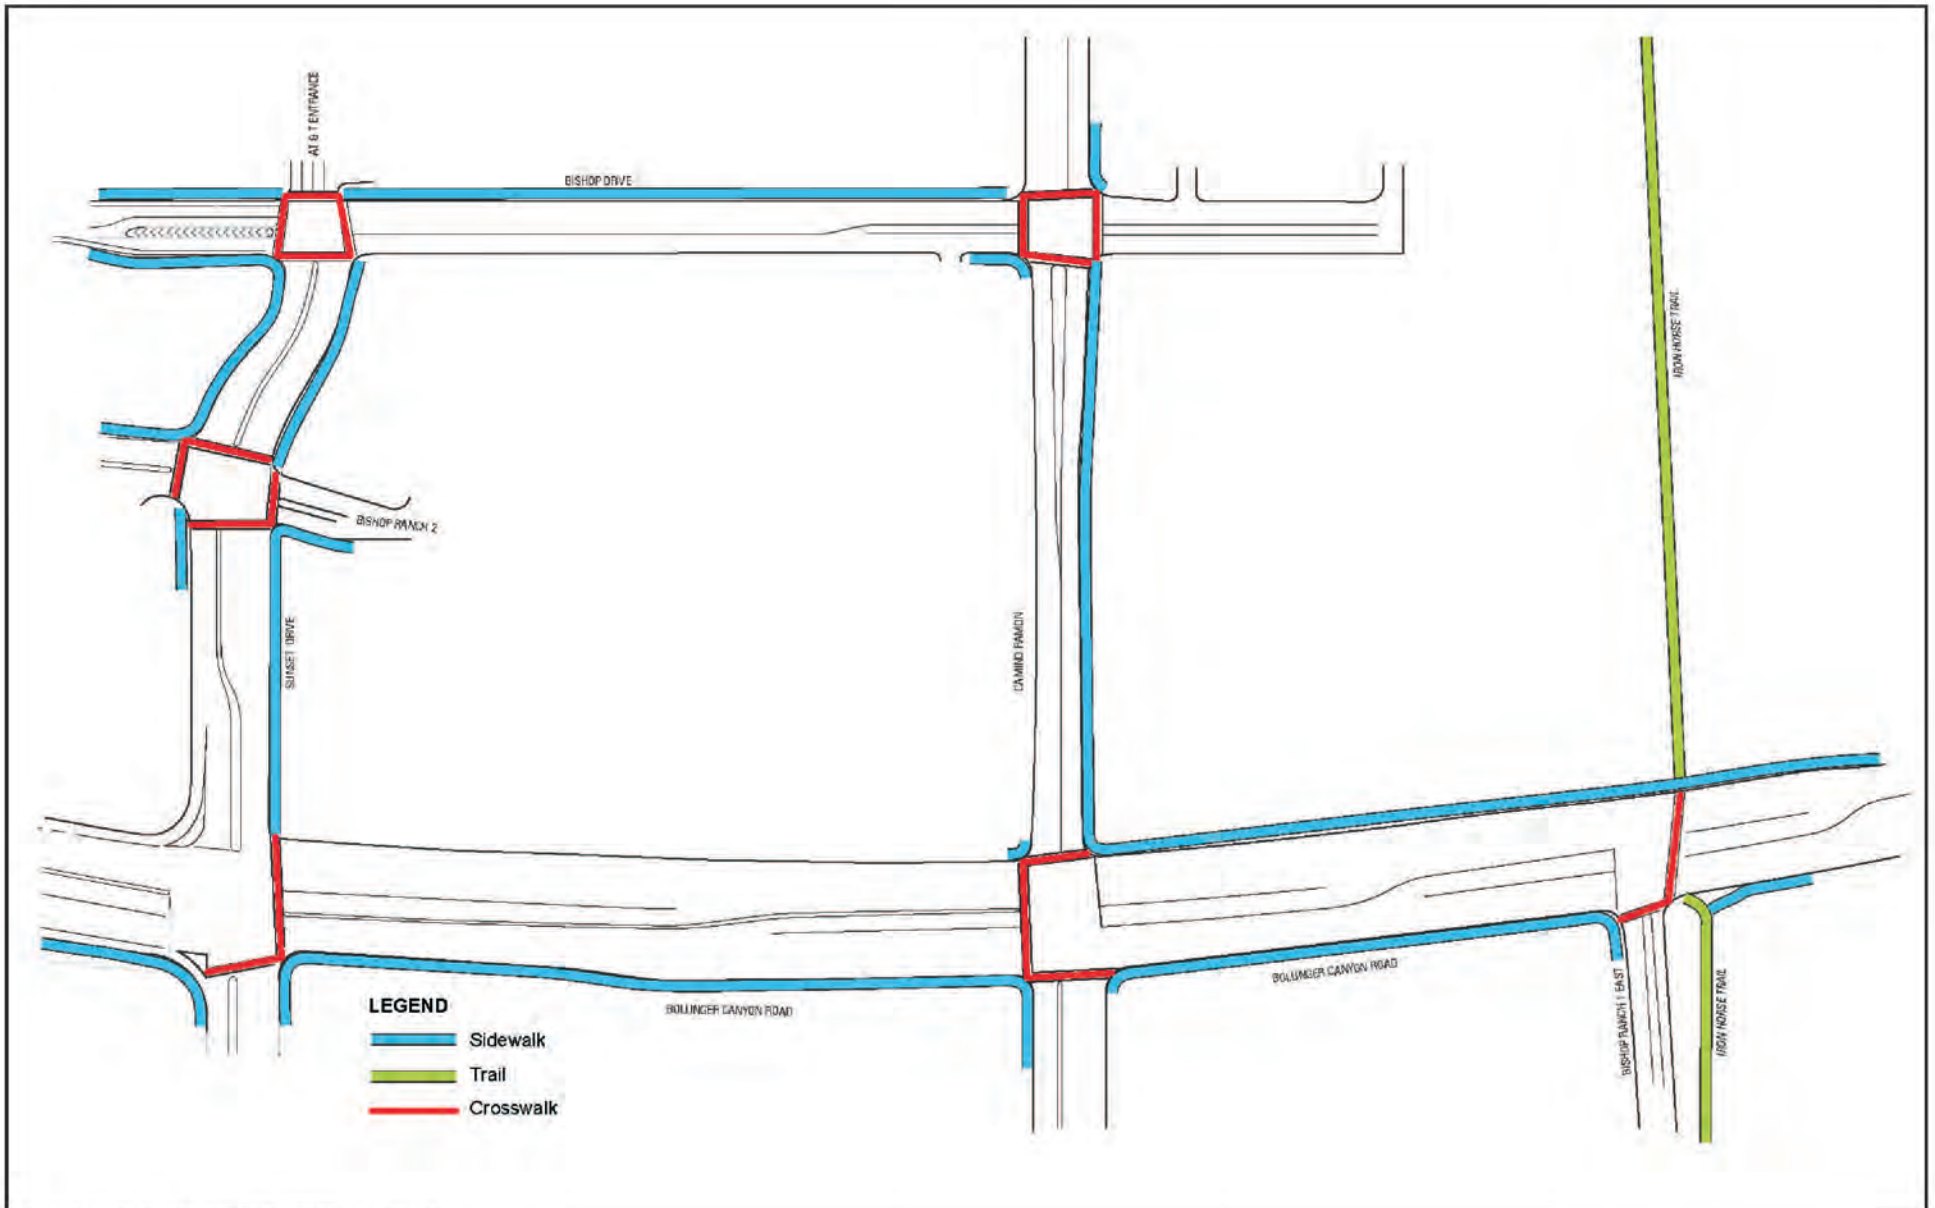 AT & T ENTRANCE
BISHOP DRIVE
IRON HORSE TRAIL
BISHOP RANCH 2
SUNSET DRIVE
CAMINO RAMON
BOLLINGER CANYON ROAD
BOLLINGER CANYON ROAD
BISHOP RANCH 1 EAST
IRON HORSE TRAIL
LEGEND
Sidewalk
Trail
Crosswalk